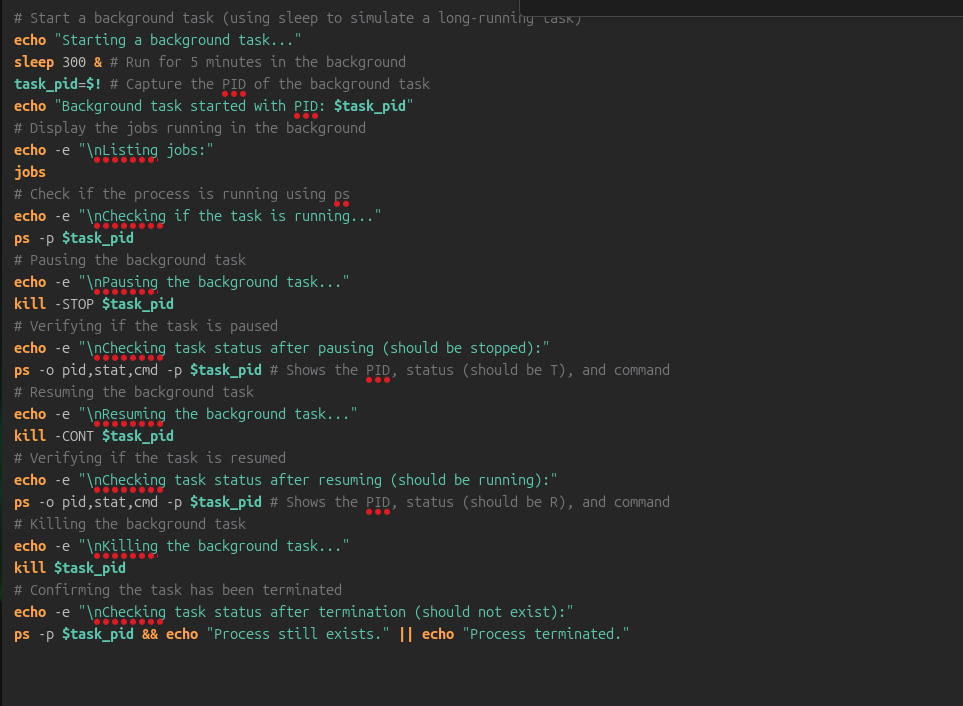 # Start a background task (using sleep to simulate a long-running task)
echo "Starting a background task..."
sleep 300 & # Run for 5 minutes in the background
task_pid=$! # Capture the PID of the background task
echo "Background task started with PID: $task_pid"
# Display the jobs running in the background
echo -e "\nListing jobs:"
jobs
# Check if the process is running using ps
echo -e "\nChecking if the task is running..."
ps -p $task_pid
# Pausing the background task
echo -e "\nPausing the background task..."
kill -STOP $task_pid
# Verifying if the task is paused
echo -e "\nChecking task status after pausing (should be stopped):"
ps -o pid,stat,cmd -p $task_pid # Shows the PID, status (should be T), and command
# Resuming the background task
echo -e "\nResuming the background task..."
kill -CONT $task_pid
# Verifying if the task is resumed
echo -e "\nChecking task status after resuming (should be running):"
ps -o pid,stat,cmd -p $task_pid # Shows the PID, status (should be R), and command
# Killing the background task
echo -e "\nKilling the background task..."
kill $task_pid
# Confirming the task has been terminated
echo -e "\nChecking task status after termination (should not exist):"
ps -p $task_pid && echo "Process still exists." || echo "Process terminated."